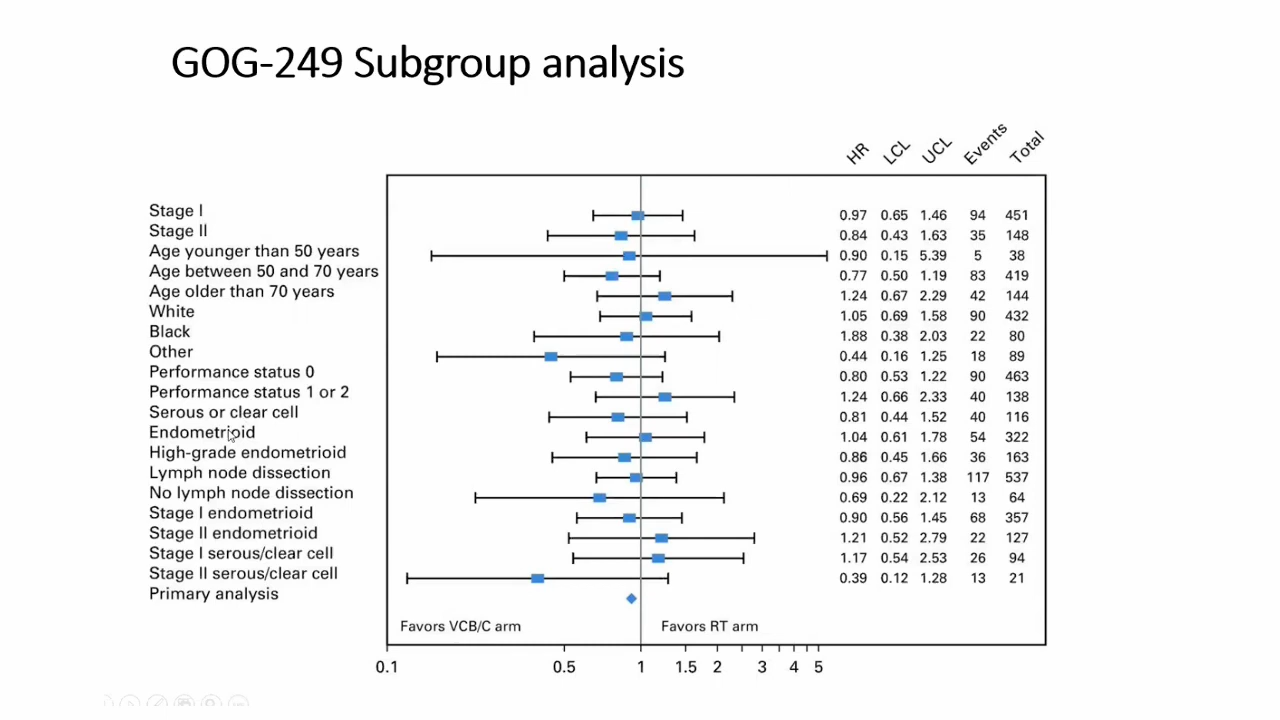 GOG-249 Subgroup analysis
HR LCL UCL Events Total
Stage I 0.97 0.65 1.46 94 451
Stage II 0.84 0.43 1.63 35 148
Age younger than 50 years 0.90 0.15 5.39 5 38
Age between 50 and 70 years 0.77 0.50 1.19 83 419
Age older than 70 years 1.24 0.67 2.29 42 144
White 1.05 0.69 1.58 90 432
Black 1.88 0.38 2.03 22 80
Other 0.44 0.16 1.25 18 89
Performance status 0 0.80 0.53 1.22 90 463
Performance status 1 or 2 1.24 0.66 2.33 40 138
Serous or clear cell 0.81 0.44 1.52 40 116
Endometrioid 1.04 0.61 1.78 54 322
High-grade endometrioid 0.86 0.45 1.66 36 163
Lymph node dissection 0.96 0.67 1.38 117 537
No lymph node dissection 0.69 0.22 2.12 13 64
Stage I endometrioid 0.90 0.56 1.45 68 357
Stage II endometrioid 1.21 0.52 2.79 22 127
Stage I serous/clear cell 1.17 0.54 2.53 26 94
Stage II serous/clear cell 0.39 0.12 1.28 13 21
Primary analysis
Favors VCB/C arm Favors RT arm
0.1 0.5 1 1.5 2 3 4 5